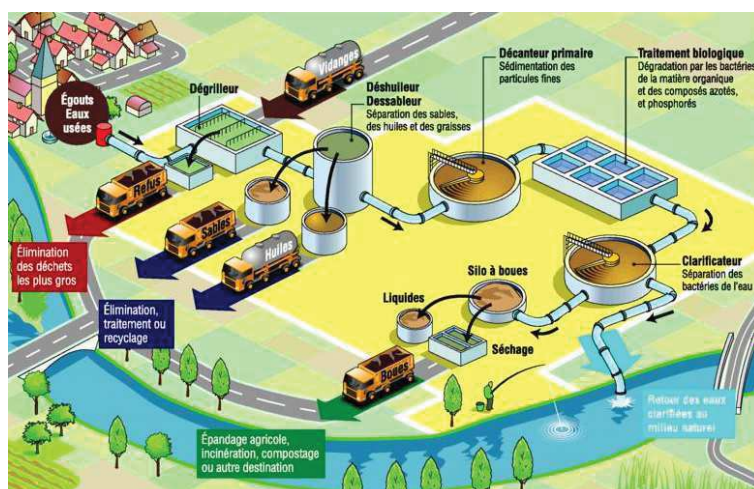 Vidanges
Décanteur primaire
Sédimentation des
particules fines
Traitement biologique
Dégradation par les bactéries
de la matière organique
et des composés azotés,
et phosphorés
Dégrilleur
Déshuileur
Dessableur
Séparation des sables,
des huiles et des graisses
Égouts
Eaux
usées
Refus
Sables
Huiles
Élimination
des déchets
les plus gros
Élimination,
traitement ou
recyclage
Clarificateur
Séparation des
bactéries de l'eau
Silo à boues
Liquides
Séchage
Boues
Épandage agricole,
incinération, compostage
ou autre destination
Retour des eaux
clarifiées au
milieu naturel